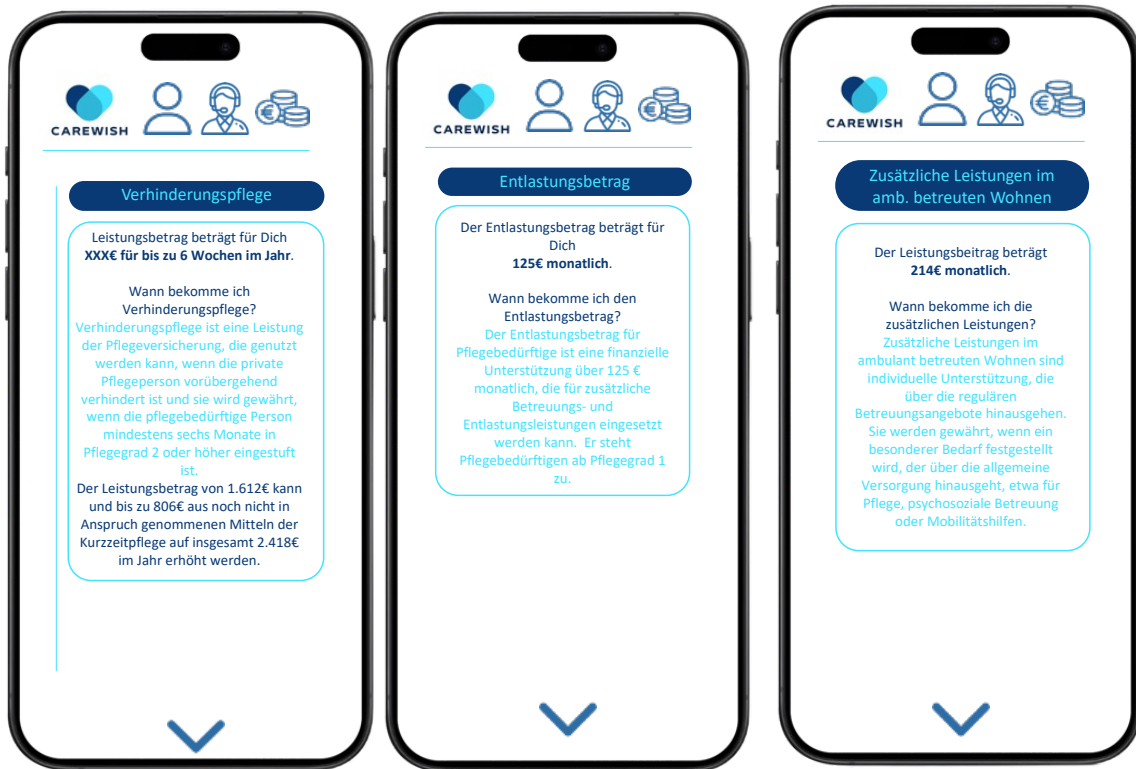 CAREWISH
Verhinderungspflege
Leistungsbetrag beträgt für Dich
XXX€ für bis zu 6 Wochen im Jahr.
Wann bekomme ich
Verhinderungspflege?
Verhinderungspflege ist eine Leistung
der Pflegeversicherung, die genutzt
werden kann, wenn die private
Pflegeperson vorübergehend
verhindert ist und sie wird gewährt,
wenn die pflegebedürftige Person
mindestens sechs Monate in
Pflegegrad 2 oder höher eingestuft
ist.
Der Leistungsbetrag von 1.612€ kann
und bis zu 806€ aus noch nicht in
Anspruch genommenen Mitteln der
Kurzzeitpflege auf insgesamt 2.418€
im Jahr erhöht werden.
CAREWISH
Entlastungsbetrag
Der Entlastungsbetrag beträgt für
Dich
125€ monatlich.
Wann bekomme ich den
Entlastungsbetrag?
Der Entlastungsbetrag für
Pflegebedürftige ist eine finanzielle
Unterstützung über 125 €
monatlich, die für zusätzliche
Betreuungs- und
Entlastungsleistungen eingesetzt
werden kann. Er steht
Pflegebedürftigen ab Pflegegrad 1
zu.
CAREWISH
Zusätzliche Leistungen im
amb. betreuten Wohnen
Der Leistungsbeitrag beträgt
214€ monatlich.
Wann bekomme ich die
zusätzlichen Leistungen?
Zusätzliche Leistungen im
ambulant betreuten Wohnen sind
individuelle Unterstützung, die
über die regulären
Betreuungsangebote hinausgehen.
Sie werden gewährt, wenn ein
besonderer Bedarf festgestellt
wird, der über die allgemeine
Versorgung hinausgeht, etwa für
Pflege, psychosoziale Betreuung
oder Mobilitätshilfen.